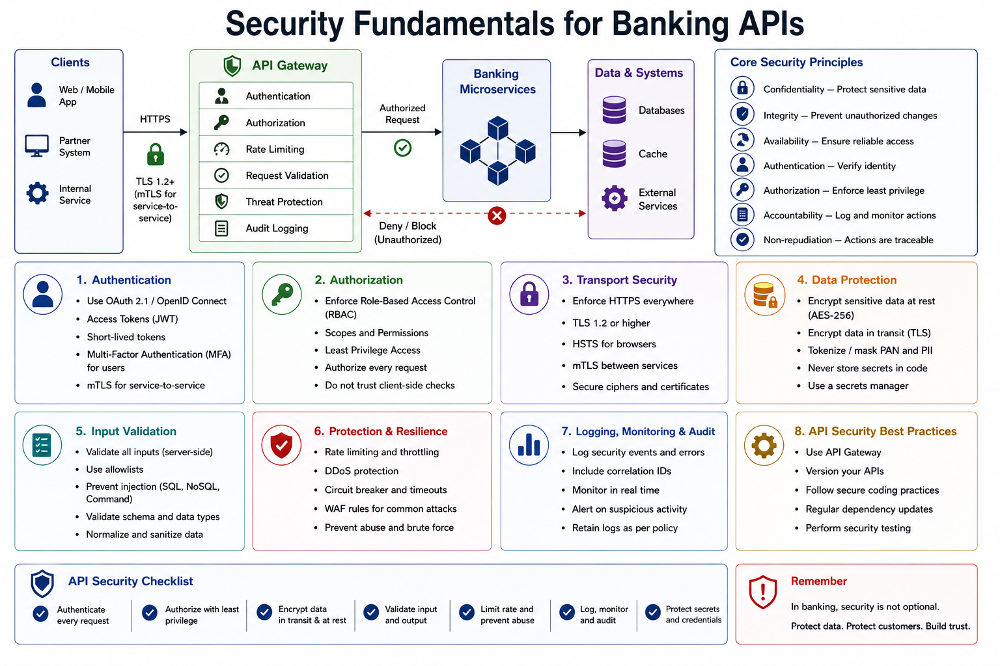 Security Fundamentals for Banking APIs
Clients
Web / Mobile
App
Partner
System
Internal
Service
HTTPS
TLS 1.2+
(mTLS for
service-to-
service)
API Gateway
Authentication
Authorization
Rate Limiting
Request Validation
Threat Protection
Audit Logging
Authorized
Request
Deny / Block
(Unauthorized)
Banking
Microservices
Data & Systems
Databases
Cache
External
Services
Core Security Principles
Confidentiality – Protect sensitive data
Integrity – Prevent unauthorized changes
Availability – Ensure reliable access
Authentication – Verify identity
Authorization – Enforce least privilege
Accountability – Log and monitor actions
Non-repudiation – Actions are traceable
1. Authentication
• Use OAuth 2.1 / OpenID Connect
• Access Tokens (JWT)
• Short-lived tokens
• Multi-Factor Authentication (MFA)
for users
• mTLS for service-to-service
2. Authorization
• Enforce Role-Based Access Control
(RBAC)
• Scopes and Permissions
• Least Privilege Access
• Authorize every request
• Do not trust client-side checks
3. Transport Security
• Enforce HTTPS everywhere
• TLS 1.2 or higher
• HSTS for browsers
• mTLS between services
• Secure ciphers and certificates
4. Data Protection
• Encrypt sensitive data at rest
(AES-256)
• Encrypt data in transit (TLS)
• Tokenize / mask PAN and PII
• Never store secrets in code
• Use a secrets manager
5. Input Validation
• Validate all inputs (server-side)
• Use allowlists
• Prevent injection (SQL, NoSQL,
Command)
• Validate schema and data types
• Normalize and sanitize data
6. Protection & Resilience
• Rate limiting and throttling
• DDoS protection
• Circuit breaker and timeouts
• WAF rules for common attacks
• Prevent abuse and brute force
7. Logging, Monitoring & Audit
• Log security events and errors
• Include correlation IDs
• Monitor in real time
• Alert on suspicious activity
• Retain logs as per policy
8. API Security Best Practices
• Use API Gateway
• Version your APIs
• Follow secure coding practices
• Regular dependency updates
• Perform security testing
API Security Checklist
Authenticate
every request
Authorize with least
privilege
Encrypt data
in transit & at rest
Validate input
and output
Limit rate and
prevent abuse
Log, monitor
and audit
Protect secrets
and credentials
Remember
In banking, security is not optional.
Protect data. Protect customers. Build trust.